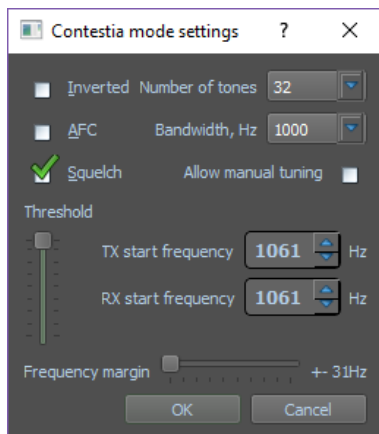 Contestia mode settings ?
Inverted Number of tones 32
AFC Bandwidth, Hz 1000
Squelch Allow manual tuning
Threshold
TX start frequency 1061 Hz
RX start frequency 1061 Hz
Frequency margin +- 31Hz
OK Cancel